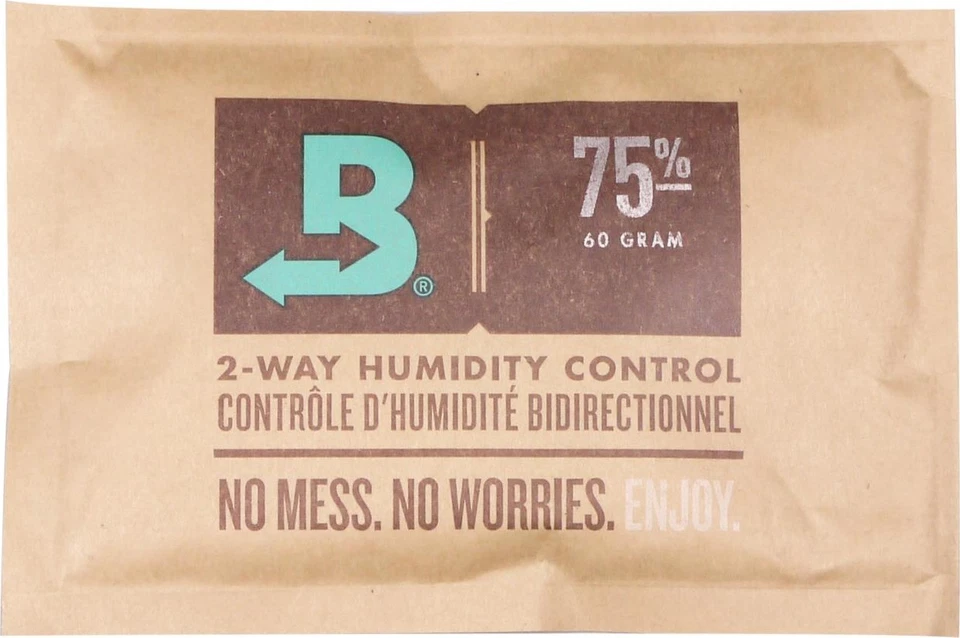 B®
75%
60 GRAM
2-WAY HUMIDITY CONTROL
CONTRÔLE D'HUMIDITÉ BIDIRECTIONNEL
NO MESS. NO WORRIES. ENJOY.